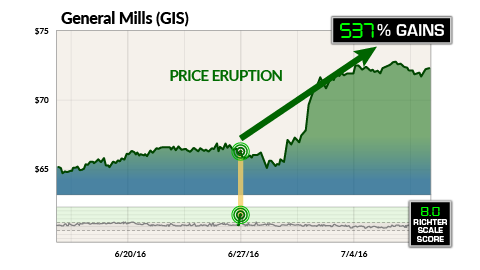 General Mills (GIS)
$75
537% GAINS
PRICE ERUPTION
$70
$65
8.0
RICHTER
SCALE
SCORE
6/20/16
6/27/16
7/4/16